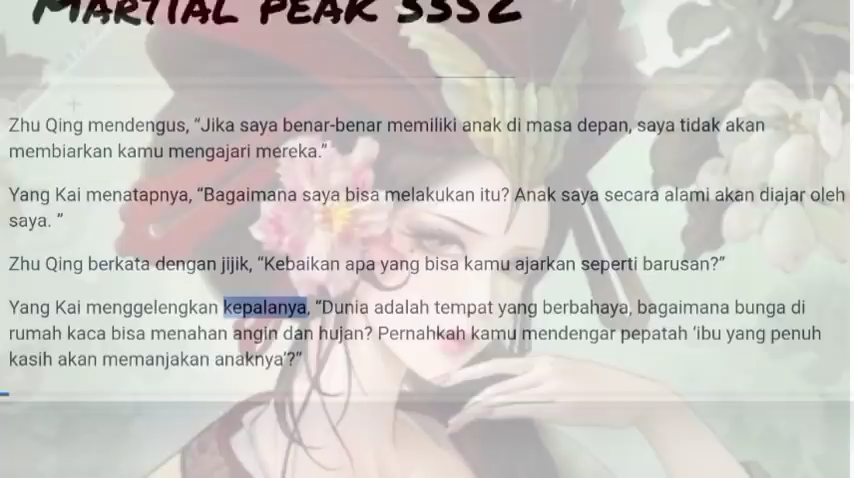 MARTIAL PEAK 3552
Zhu Qing mendengus, “Jika saya benar-benar memiliki anak di masa depan, saya tidak akan
membiarkan kamu mengajari mereka.”
Yang Kai menatapnya, “Bagaimana saya bisa melakukan itu? Anak saya secara alami akan diajar oleh
saya. ”
Zhu Qing berkata dengan jijik, “Kebaikan apa yang bisa kamu ajarkan seperti barusan?”
Yang Kai menggelengkan kepalanya, “Dunia adalah tempat yang berbahaya, bagaimana bunga di
rumah kaca bisa menahan angin dan hujan? Pernahkah kamu mendengar pepatah ‘ibu yang penuh
kasih akan memanjakan anaknya’?”